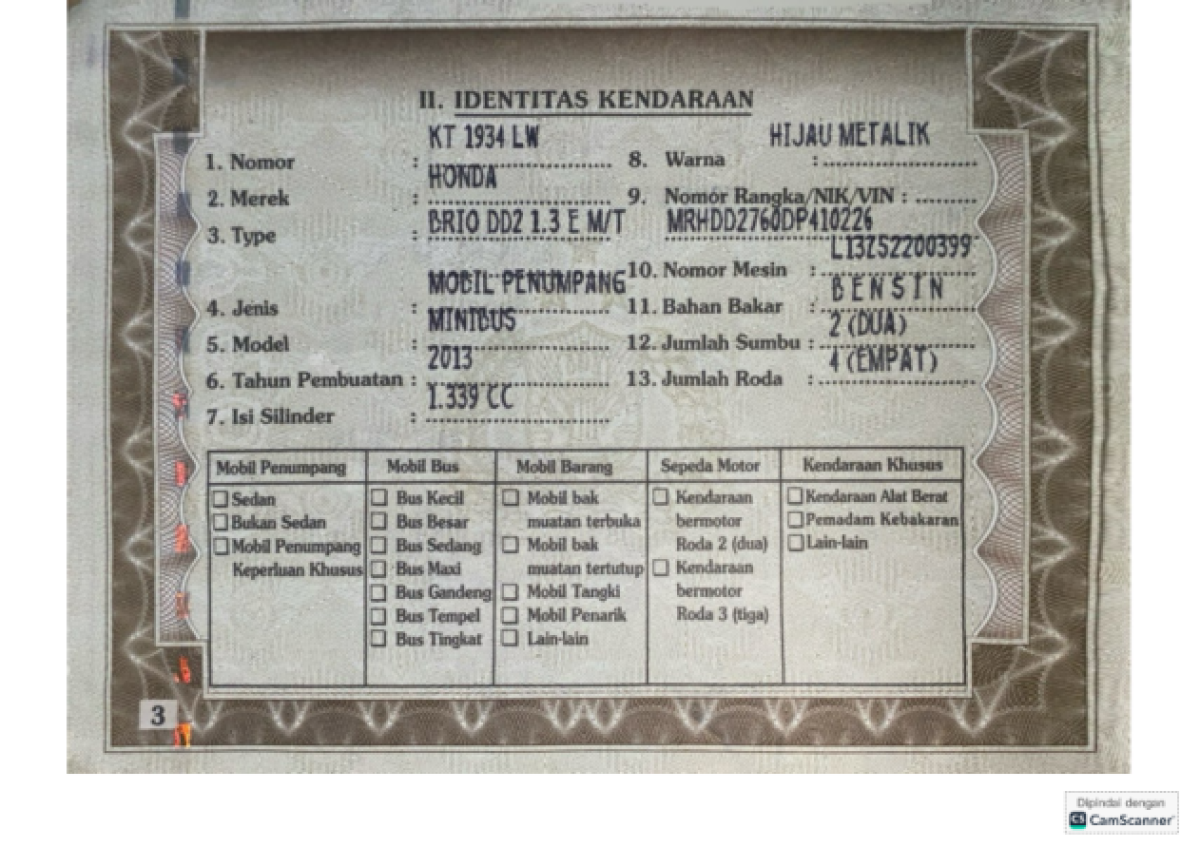 II. IDENTITAS KENDARAAN
1. Nomor : KT 1934 LW
2. Merek : HONDA
3. Type : BRIO DD2 1.3 E M/T
4. Jenis : MOBIL PENUMPANG
5. Model : MINIBUS
6. Tahun Pembuatan : 2013
7. Isi Silinder : 1.339 CC
8. Warna : HIJAU METALIK
9. Nomor Rangka/NIK/VIN :
MRHDD2760DP410226
10. Nomor Mesin : L13Z52200399
11. Bahan Bakar : BENSIN
12. Jumlah Sumbu : 2 (DUA)
13. Jumlah Roda : 4 (EMPAT)
Mobil Penumpang
Sedan
Bukan Sedan
Mobil Penumpang
Keperluan Khusus
Mobil Bus
Bus Kecil
Bus Besar
Bus Sedang
Bus Maxi
Bus Gandeng
Bus Tempel
Bus Tingkat
Mobil Barang
Mobil bak
muatan terbuka
Mobil bak
muatan tertutup
Mobil Tangki
Mobil Penarik
Lain-lain
Sepeda Motor
Kendaraan
bermotor
Roda 2 (dua)
Kendaraan
bermotor
Roda 3 (tiga)
Kendaraan Khusus
Kendaraan Alat Berat
Pemadam Kebakaran
Lain-lain
3
Dipindai dengan
CS CamScanner